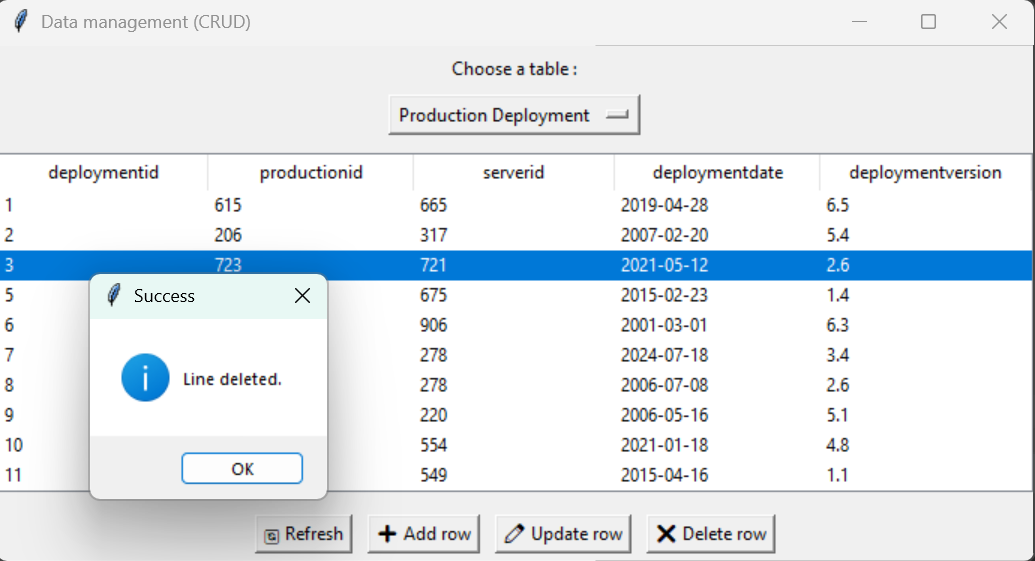 Data management (CRUD)
Choose a table :
Production Deployment
deploymentid productionid serverid deploymentdate deploymentversion
1 615 665 2019-04-28 6.5
2 206 317 2007-02-20 5.4
3 723 721 2021-05-12 2.6
5 675 2015-02-23 1.4
6 906 2001-03-01 6.3
7 278 2024-07-18 3.4
8 278 2006-07-08 2.6
9 220 2006-05-16 5.1
10 554 2021-01-18 4.8
11 549 2015-04-16 1.1
Success
Line deleted.
OK
Refresh Add row Update row Delete row